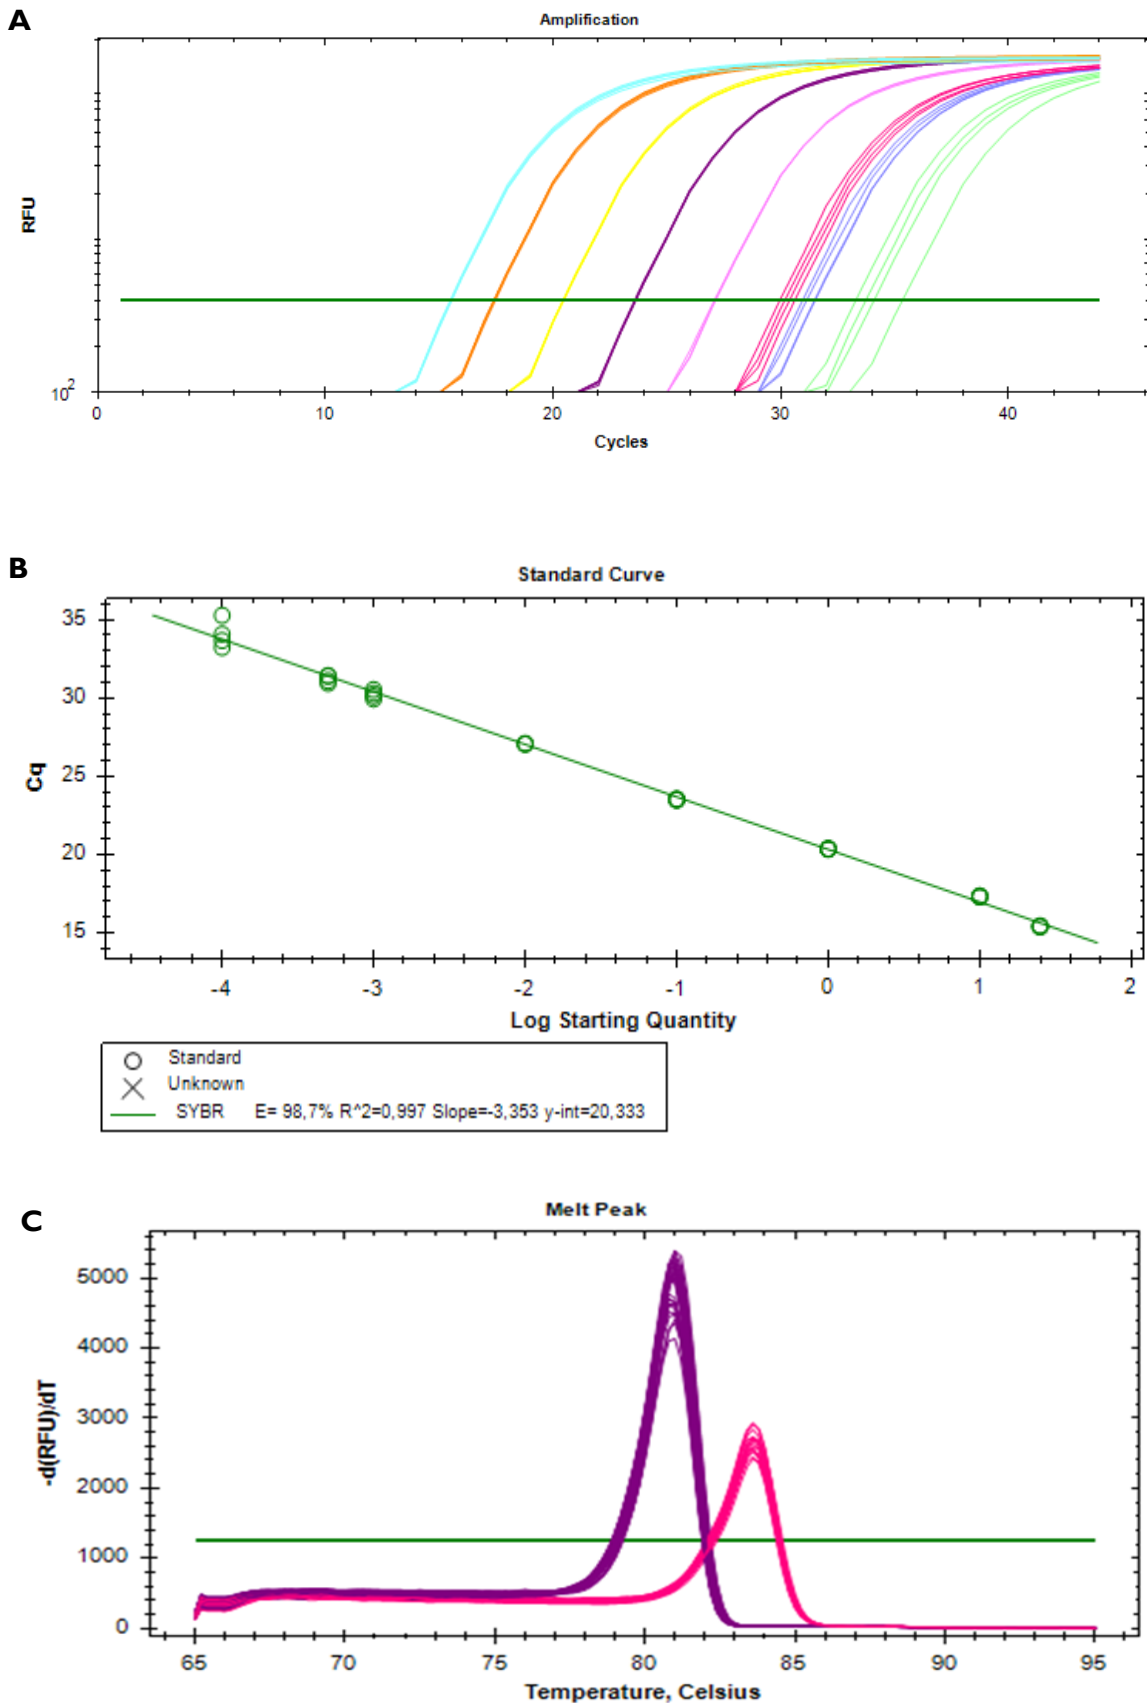 A
Amplification
RFU
10²
0 10 20 30 40
Cycles
B
Standard Curve
Cq
35
30
25
20
15
-4 -3 -2 -1 0 1 2
Log Starting Quantity
Standard
Unknown
SYBR E= 98,7% R^2=0,997 Slope=-3,353 y-int=20,333
C
Melt Peak
-d(RFU)/dT
5000
4000
3000
2000
1000
0
65 70 75 80 85 90 95
Temperature, Celsius